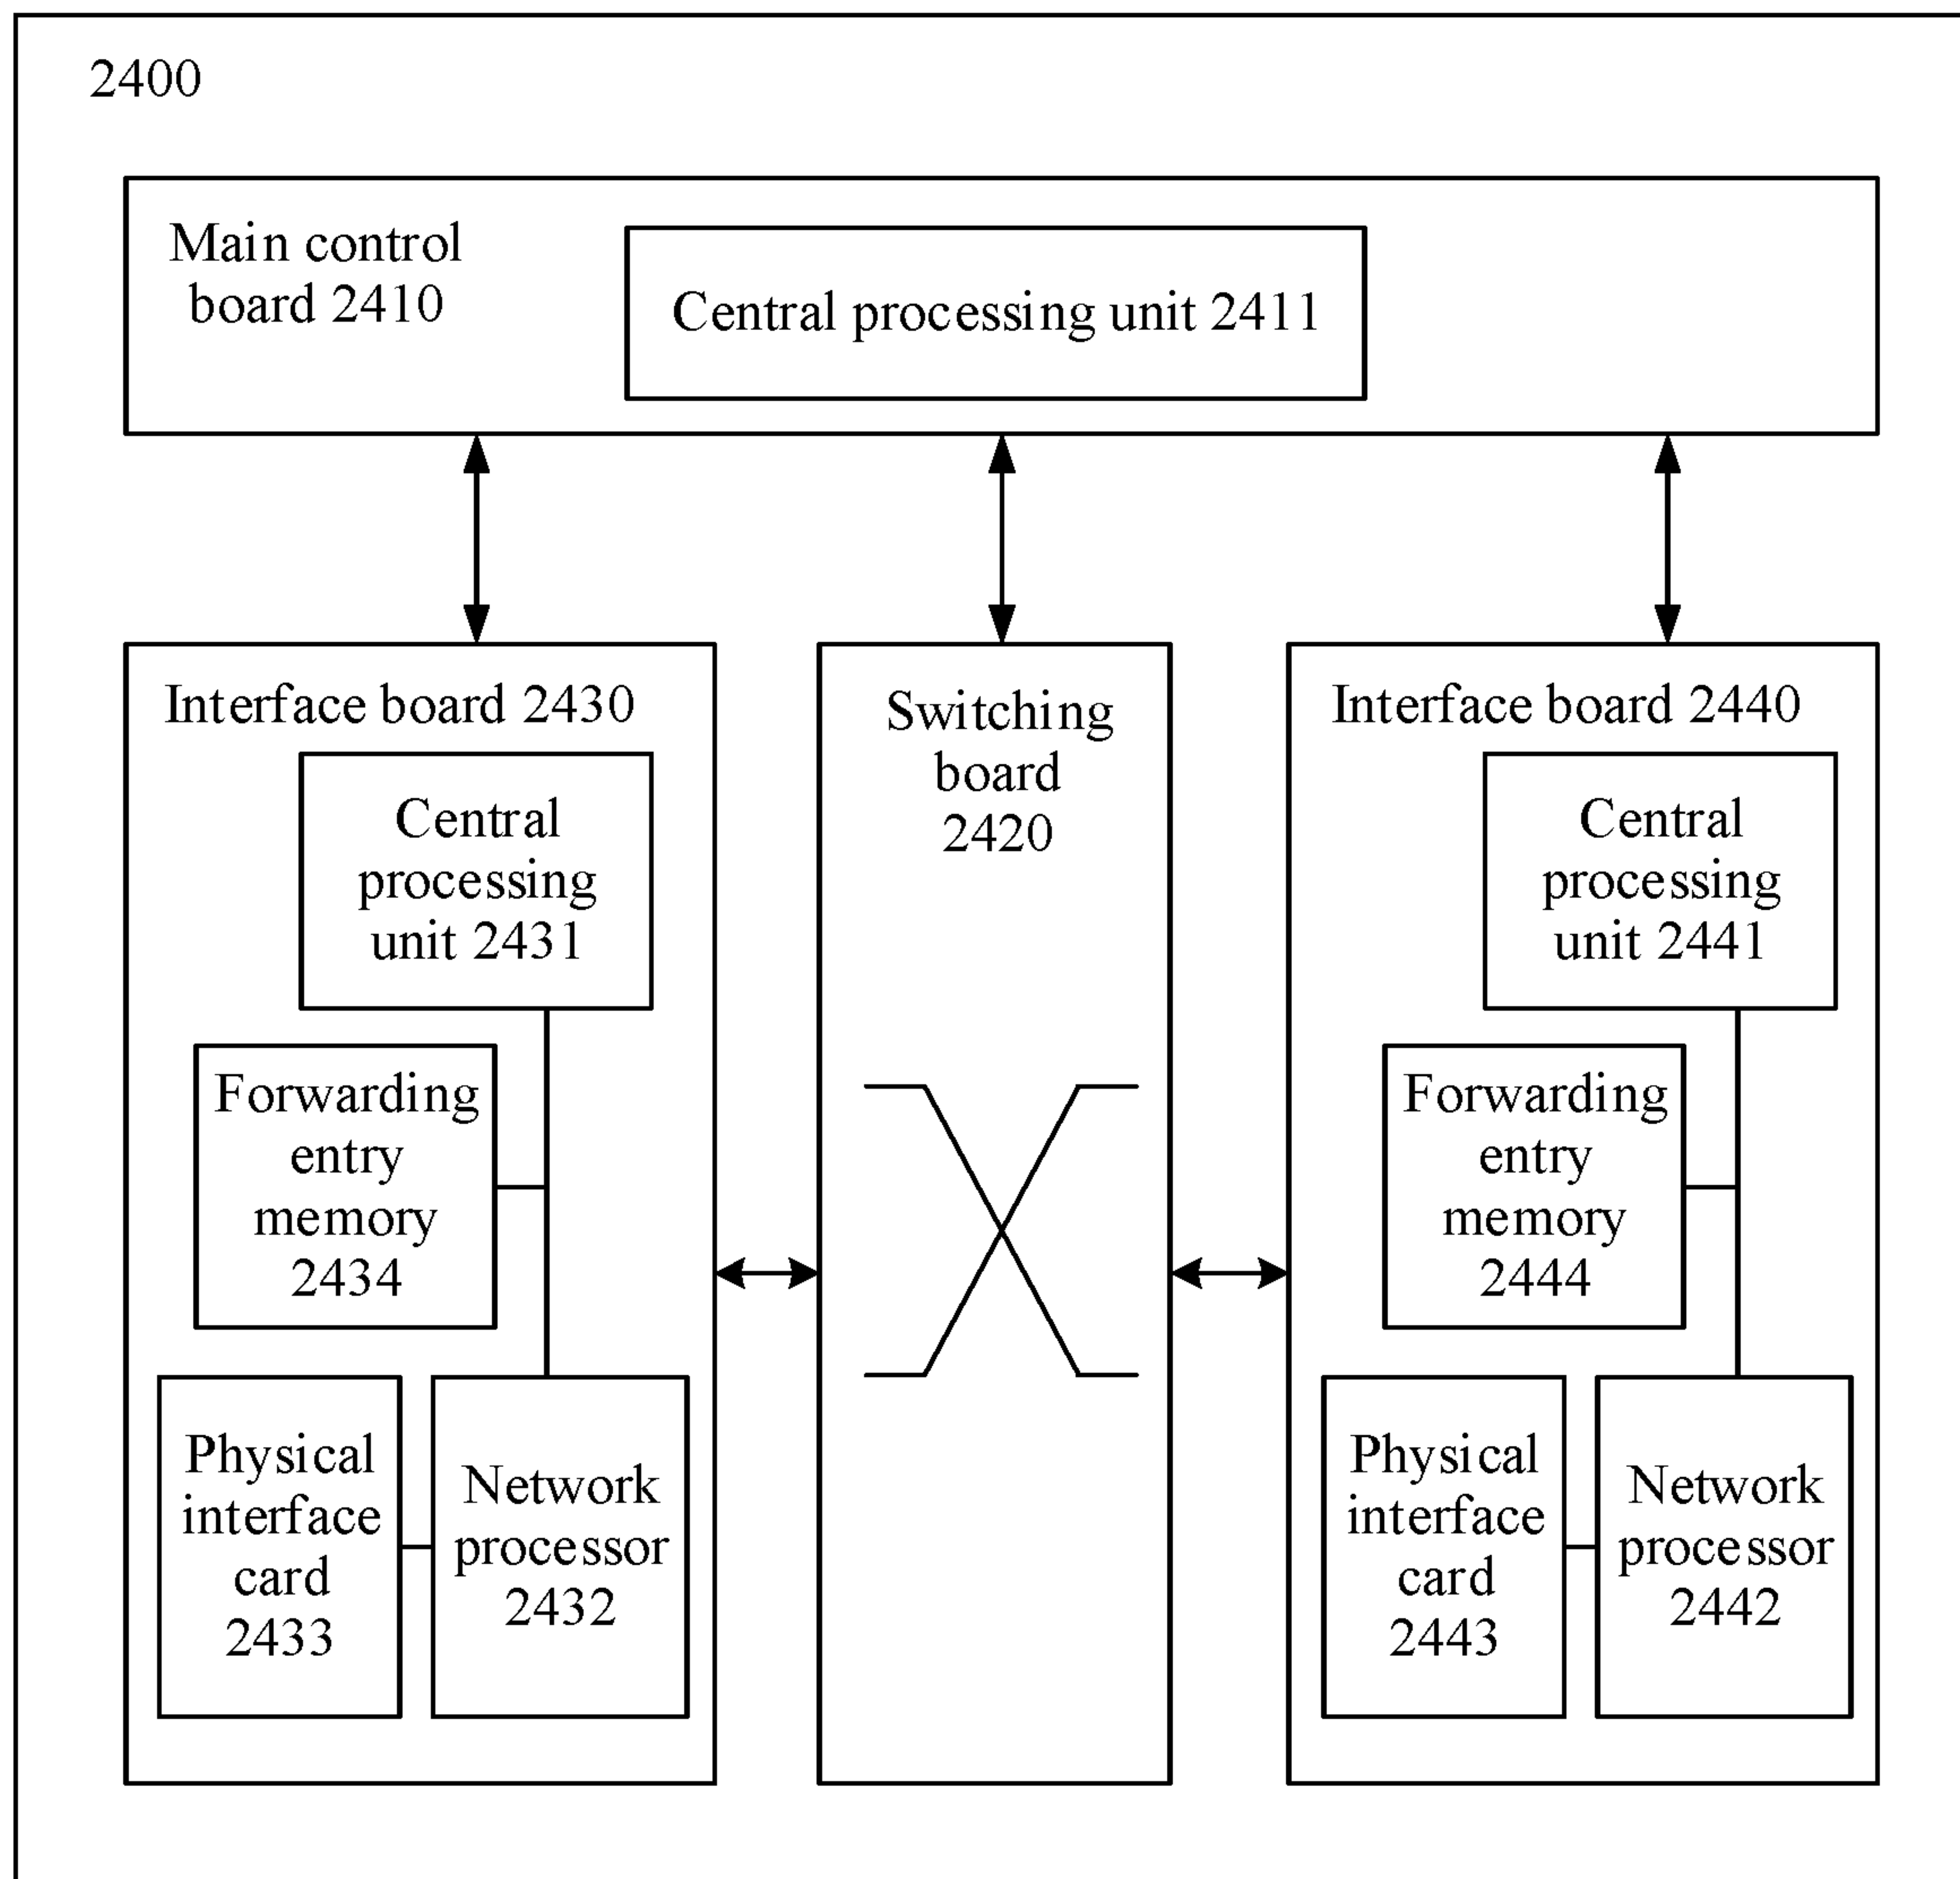 2400
Main control
board 2410
Central processing unit 2411
Interface board 2430
Central
processing
unit 2431
Forwarding
entry
memory
2434
Physical
interface
card
2433
Network
processor
2432
Switching
board
2420
Interface board 2440
Central
processing
unit 2441
Forwarding
entry
memory
2444
Physical
interface
card
2443
Network
processor
2442